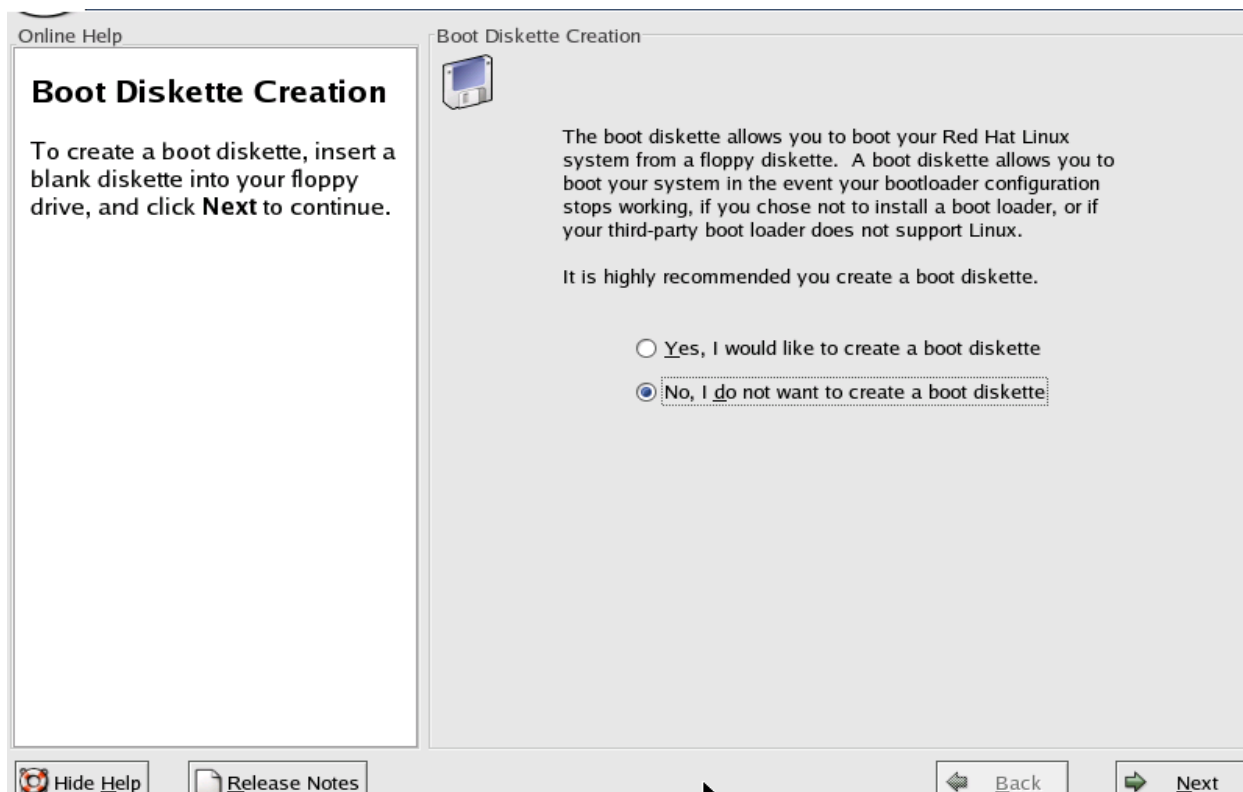 Online Help
Boot Diskette Creation
To create a boot diskette, insert a
blank diskette into your floppy
drive, and click Next to continue.
Boot Diskette Creation
The boot diskette allows you to boot your Red Hat Linux
system from a floppy diskette.  A boot diskette allows you to
boot your system in the event your bootloader configuration
stops working, if you chose not to install a boot loader, or if
your third-party boot loader does not support Linux.
It is highly recommended you create a boot diskette.
Yes, I would like to create a boot diskette
No, I do not want to create a boot diskette
Hide Help
Release Notes
Back
Next